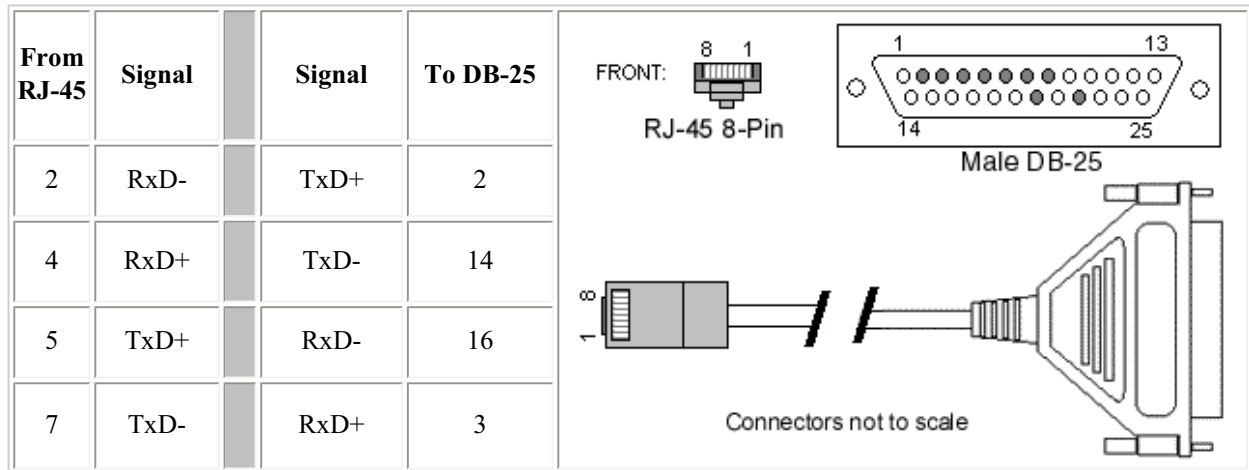 From RJ-45 Signal Signal To DB-25
2 RxD- TxD+ 2
4 RxD+ TxD- 14
5 TxD+ RxD- 16
7 TxD- RxD+ 3
FRONT: 8 1
RJ-45 8-Pin
1 13
14 25
Male DB-25
8
1
Connectors not to scale